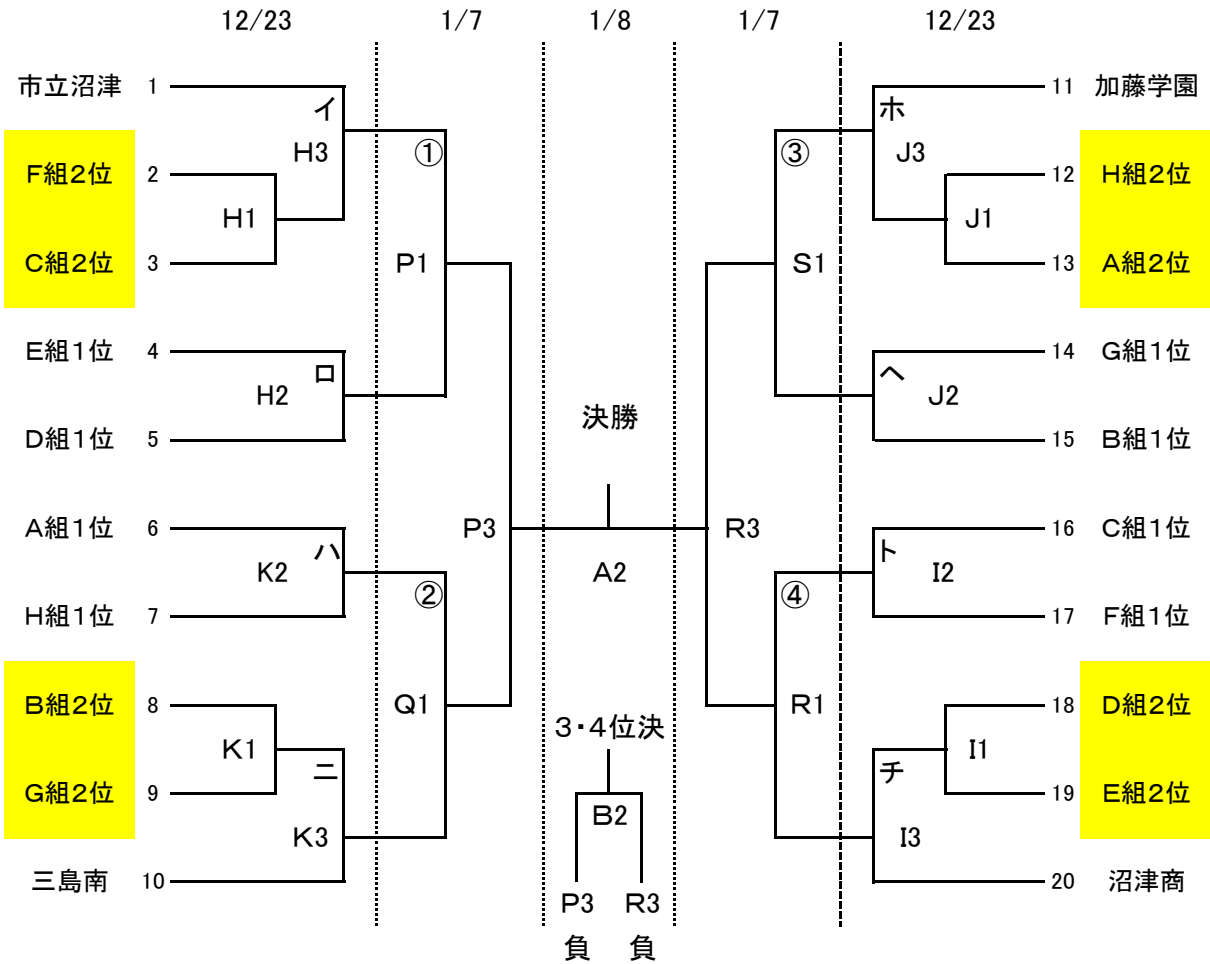 12/23 1/7 1/8 1/7 12/23
市立沼津 1 11 加藤学園
イ ホ
H3 ① ③ J3
F組2位 2 12 H組2位
H1 J1
C組2位 3 P1 S1 13 A組2位
E組1位 4 14 G組1位
ロ ヘ
H2 J2
決勝
D組1位 5 15 B組1位
A組1位 6 P3 R3 16 C組1位
ハ ト
K2 A2 I2
② ④
H組1位 7 17 F組1位
B組2位 8 Q1 R1 18 D組2位
3・4位決
K1 I1
ニ チ
G組2位 9 19 E組2位
B2
K3 I3
三島南 10 20 沼津商
P3 R3
負 負